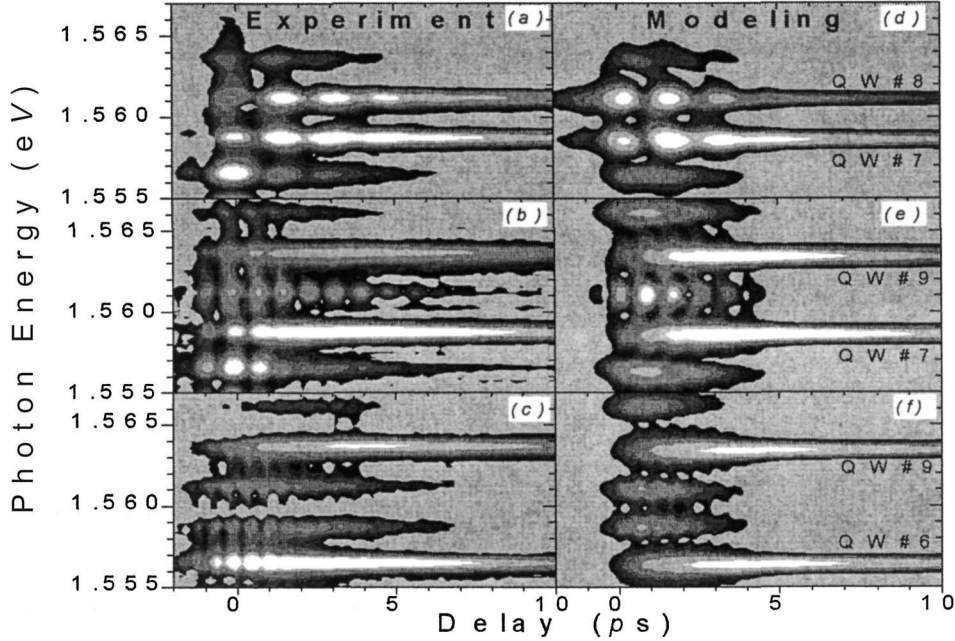 Experiment (a)
Modeling (d)
1.565
1.560
1.555
QW#8
QW#7
(b)
(e)
1.565
1.560
1.555
QW#9
QW#7
(c)
(f)
1.565
1.560
1.555
QW#9
QW#6
Photon Energy (eV)
0 5 10 0 5 10
Delay (ps)